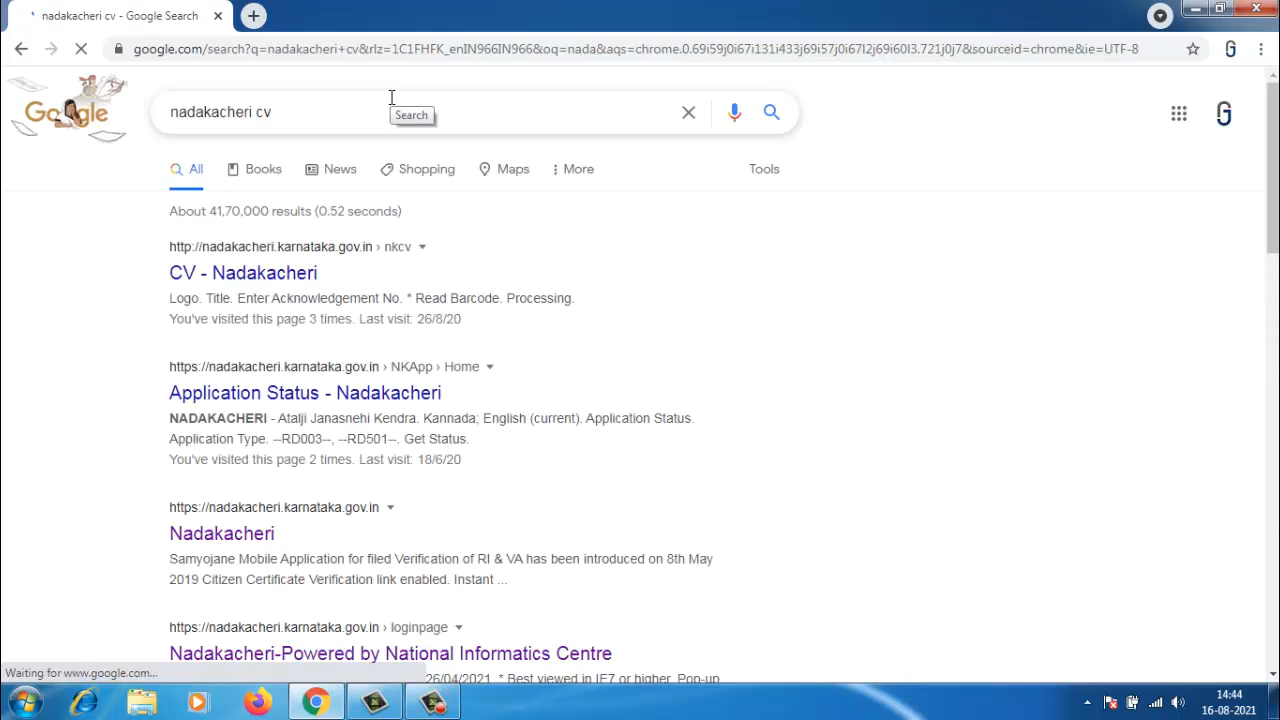 nadakacheri cv - Google Search
google.com/search?q=nadakacheri+cv&rlz=1C1FHFK_enIN966IN966&oq=nada&aqs=chrome.0.69i59j0i67i131i433j69i57j0i67l2j69i60l3.721j0j7&sourceid=chrome&ie=UTF-8
Google
nadakacheri cv
Search
All Books News Shopping Maps More Tools
About 41,70,000 results (0.52 seconds)
http://nadakacheri.karnataka.gov.in › nkcv
CV - Nadakacheri
Logo. Title. Enter Acknowledgement No. * Read Barcode. Processing.
You've visited this page 3 times. Last visit: 26/8/20
https://nadakacheri.karnataka.gov.in › NKApp › Home
Application Status - Nadakacheri
NADAKACHERI - Atalji Janasnehi Kendra. Kannada; English (current). Application Status.
Application Type. --RD003--, --RD501--. Get Status.
You've visited this page 2 times. Last visit: 18/6/20
https://nadakacheri.karnataka.gov.in
Nadakacheri
Samyojane Mobile Application for filed Verification of RI & VA has been introduced on 8th May
2019 Citizen Certificate Verification link enabled. Instant ...
https://nadakacheri.karnataka.gov.in › loginpage
Nadakacheri-Powered by National Informatics Centre
26/04/2021. * Best viewed in IE7 or higher. Pop-up
Waiting for www.google.com...
14:44
16-08-2021